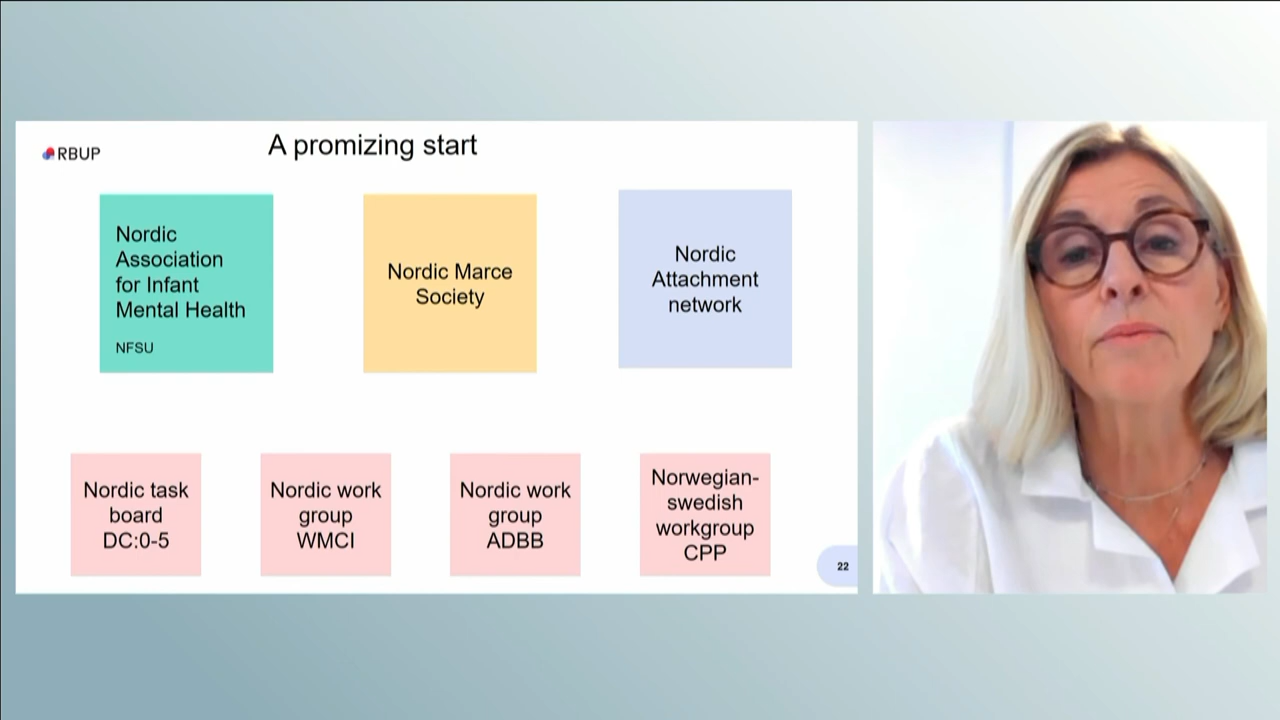 RBUP
A promizing start
Nordic
Association
for Infant
Mental Health
NFSU
Nordic Marce
Society
Nordic
Attachment
network
Nordic task
board
DC:0-5
Nordic work
group
WMCI
Nordic work
group
ADBB
Norwegian-
swedish
workgroup
CPP
22